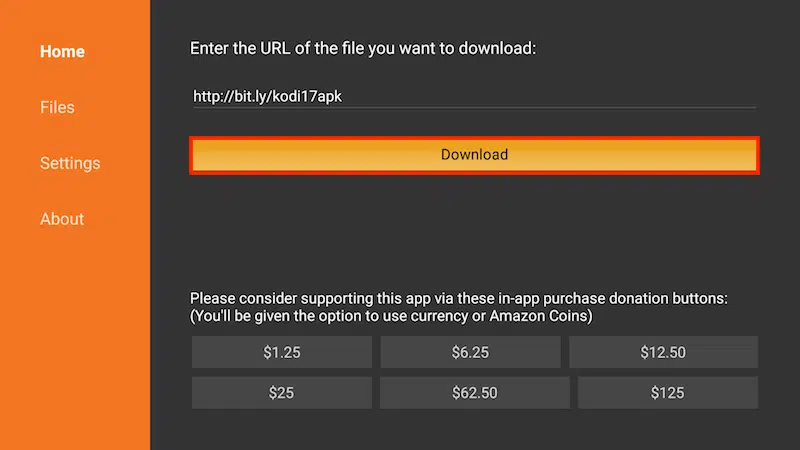 Home
Files
Settings
About
Enter the URL of the file you want to download:
http://bit.ly/kodi17apk
Download
Please consider supporting this app via these in-app purchase donation buttons:
(You'll be given the option to use currency or Amazon Coins)
$1.25
$6.25
$12.50
$25
$62.50
$125